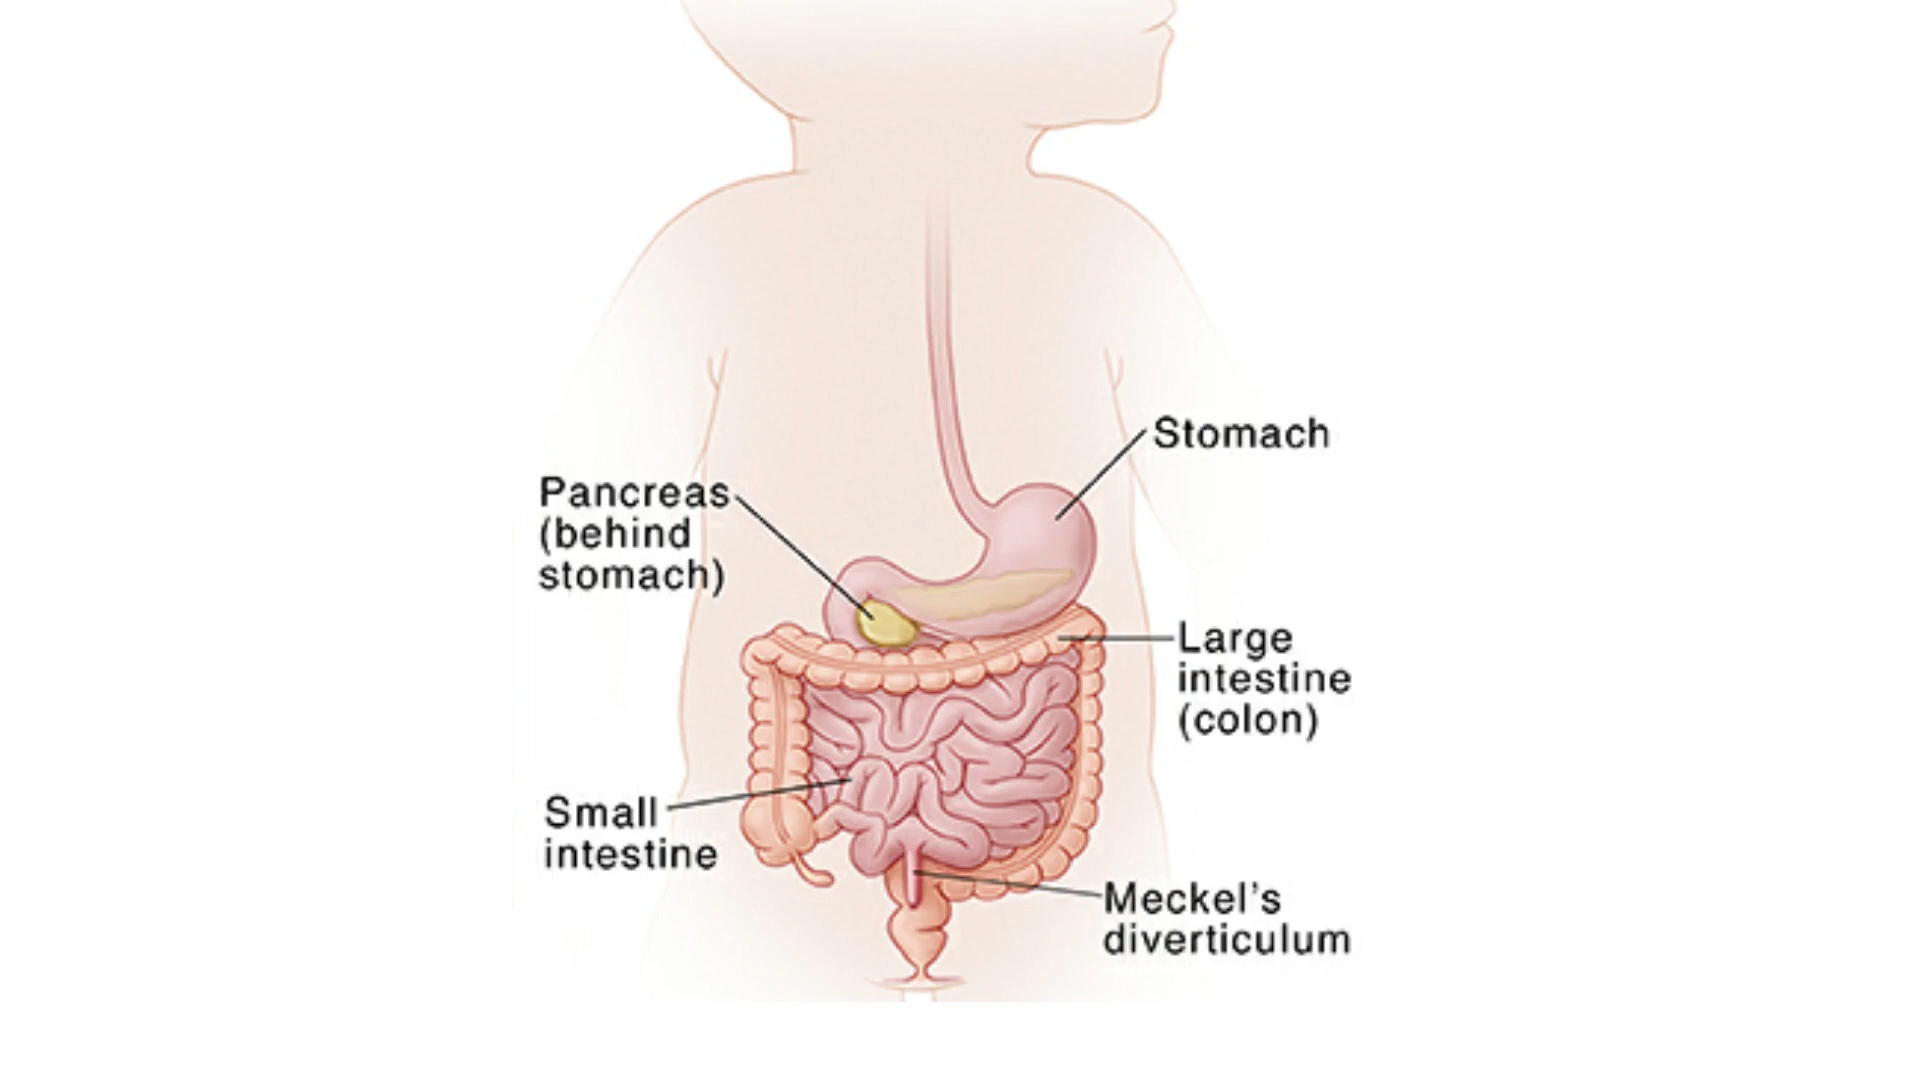 Stomach
Pancreas
(behind
stomach)
Large
intestine
(colon)
Small
intestine
Meckel's
diverticulum